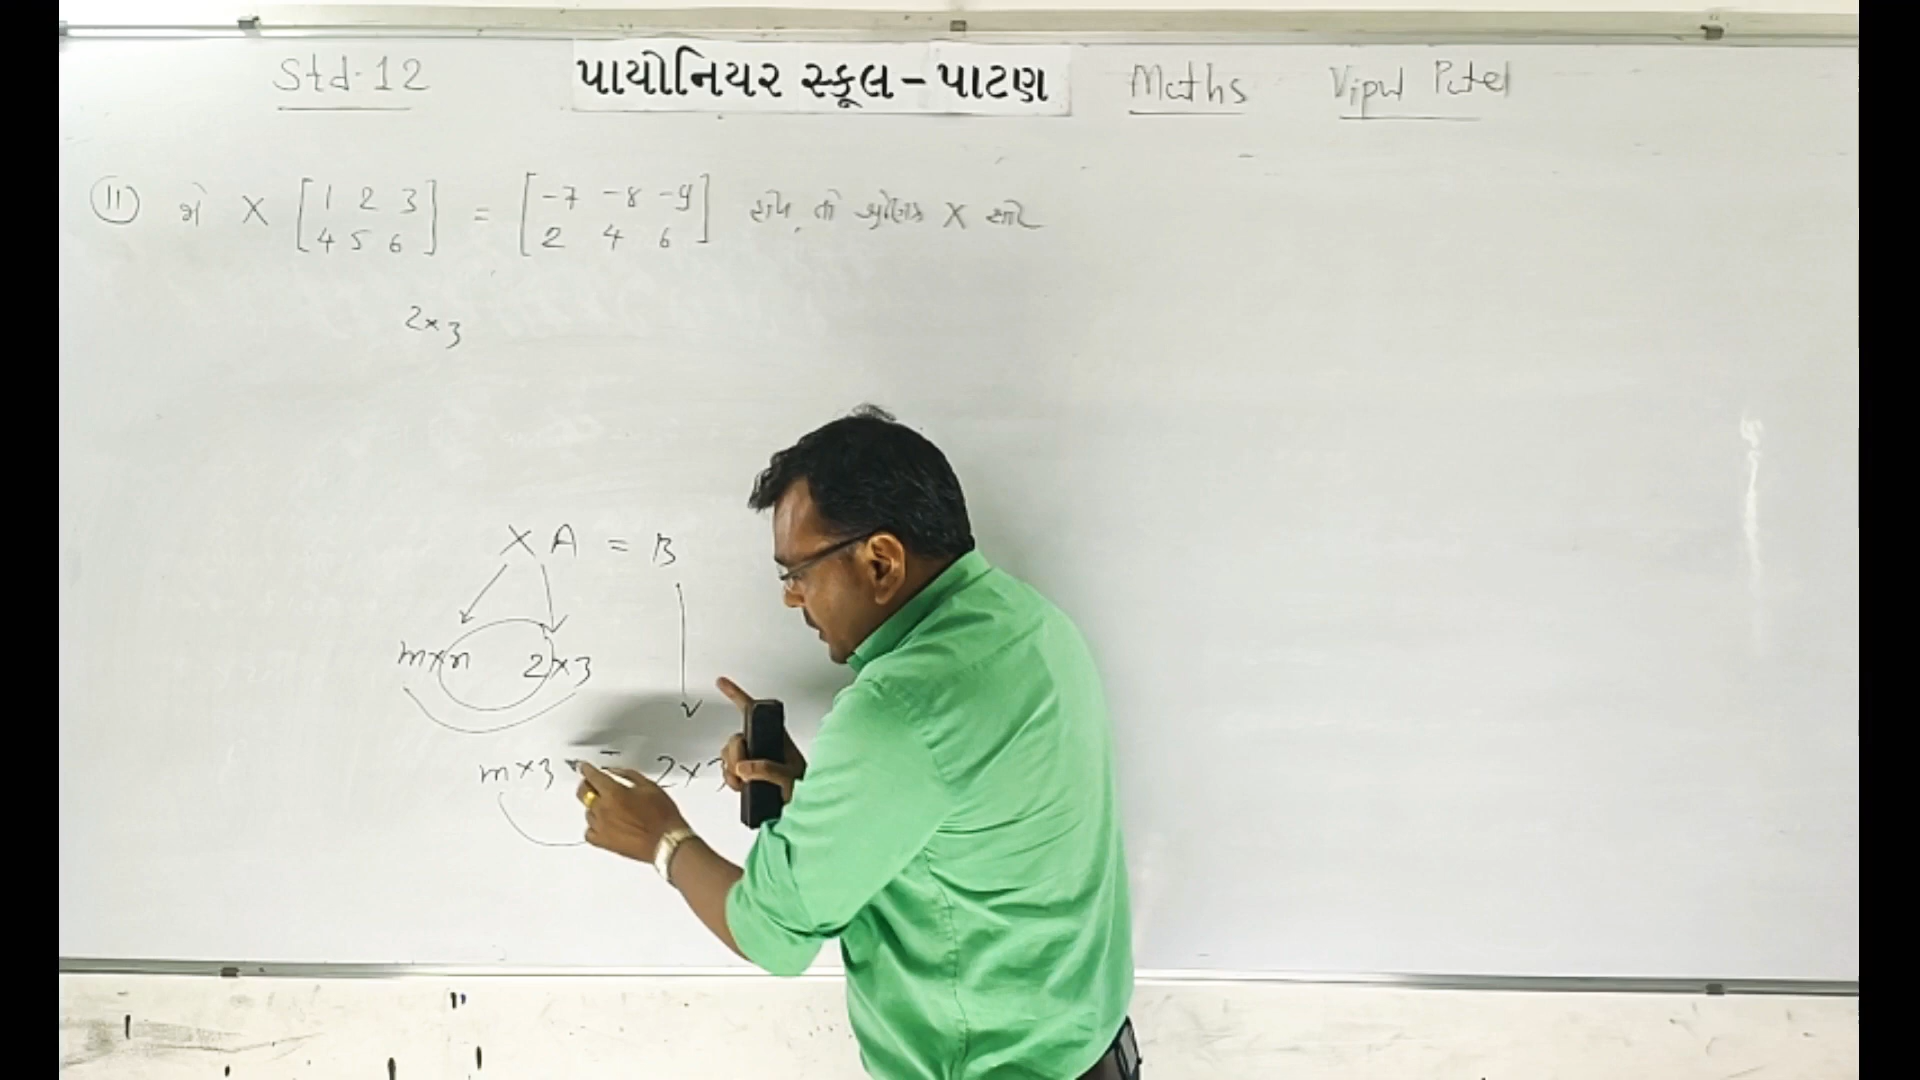 Std-12 પાયોનિયર સ્કૂલ – પાટણ Maths Vipul Patel
(11) જો X [1 2 3] = [-7 -8 -9] હોય, તો શ્રેણિક X શોધો
[4 5 6] [2 4 6]
2×3
X A = B
m×n 2×3
m×3 = 2×3